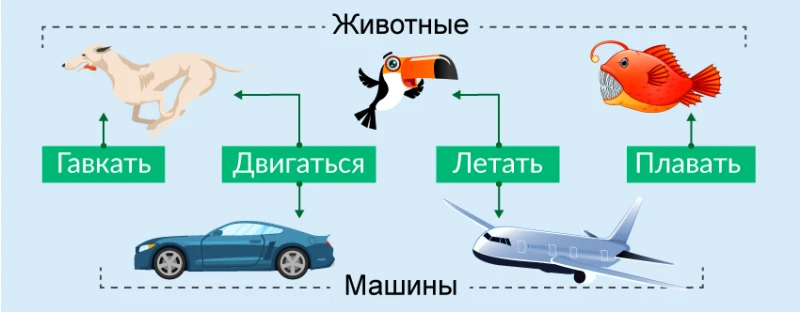 Животные
Гавкать
Двигаться
Летать
Плавать
Машины